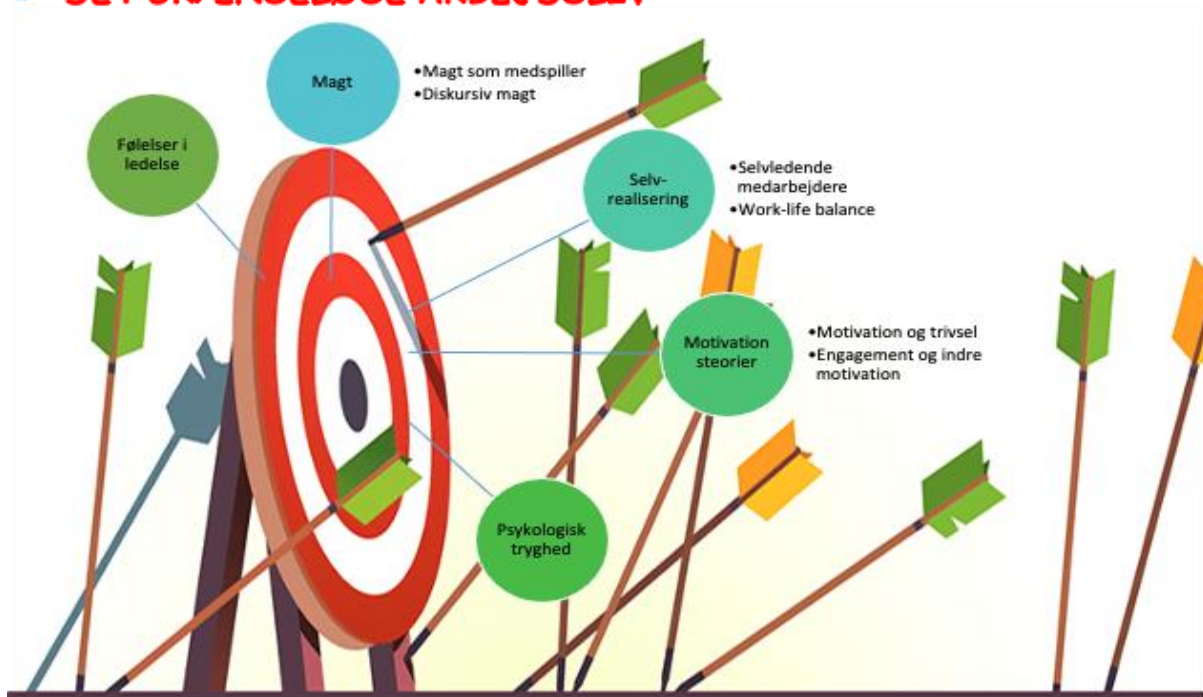 Magt
•Magt som medspiller
•Diskursiv magt
Følelser i
ledelse
Selv-
realisering
•Selvledende
medarbejdere
•Work-life balance
Motivation
steorier
•Motivation og trivsel
•Engagement og indre
motivation
Psykologisk
tryghed